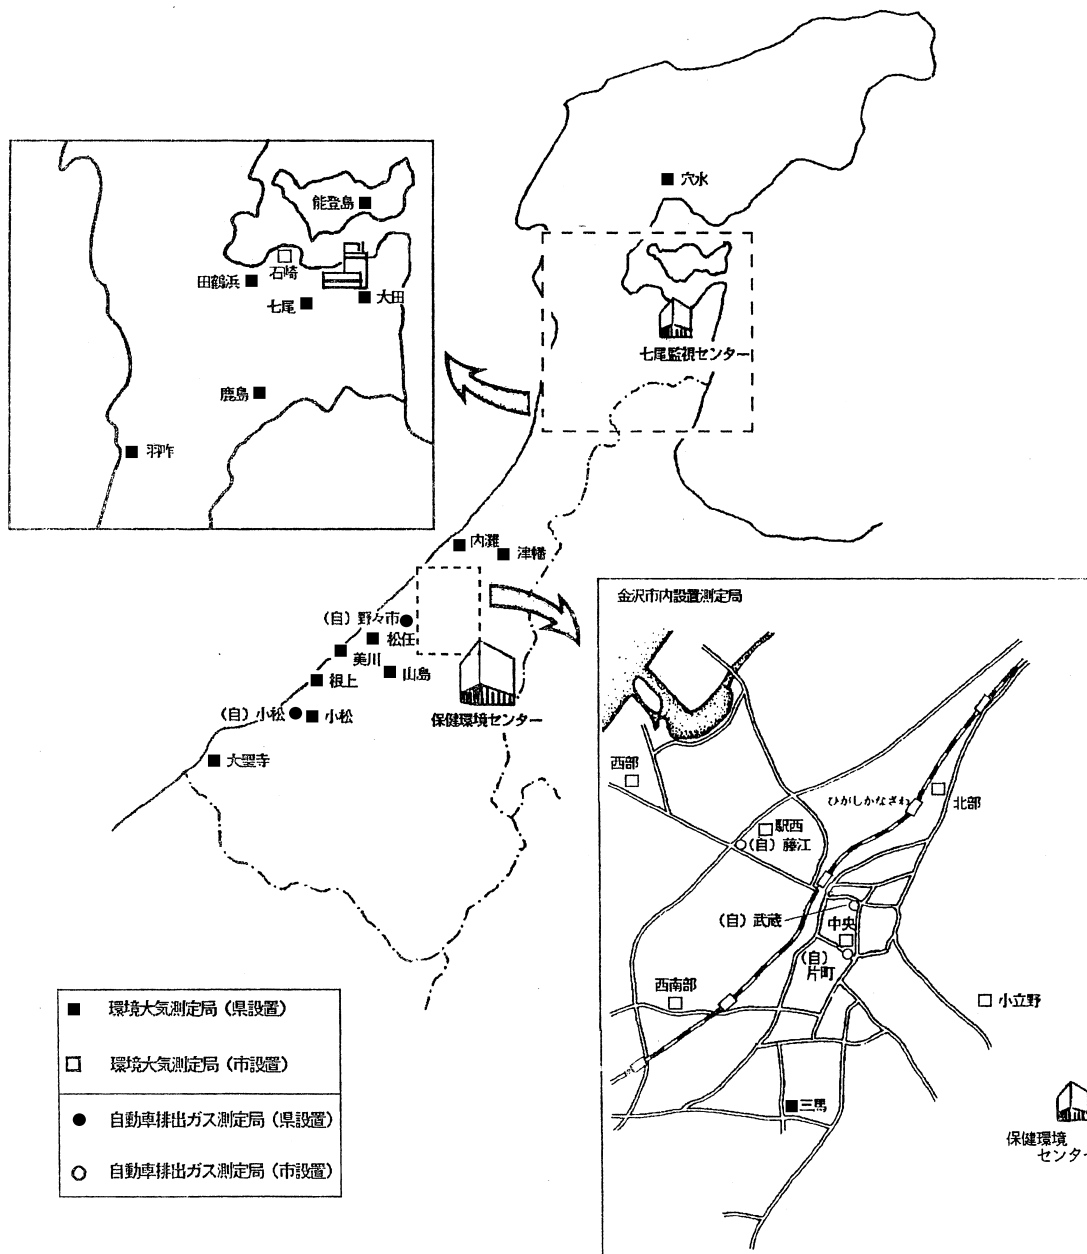 穴水
能登島
石崎
田鶴浜
七尾
大田
七尾監視センター
鹿島
羽咋
内灘
津幡
金沢市内設置測定局
(自) 野々市
松任
美川
山島
根上
(自) 小松
小松
保健環境センター
大聖寺
西部
ひがしかなざわ
北部
駅西
(自) 藤江
(自) 武蔵
中央
(自)
片町
西南部
小立野
三馬
保健環境
センター
環境大気測定局 (県設置)
環境大気測定局 (市設置)
自動車排出ガス測定局 (県設置)
自動車排出ガス測定局 (市設置)